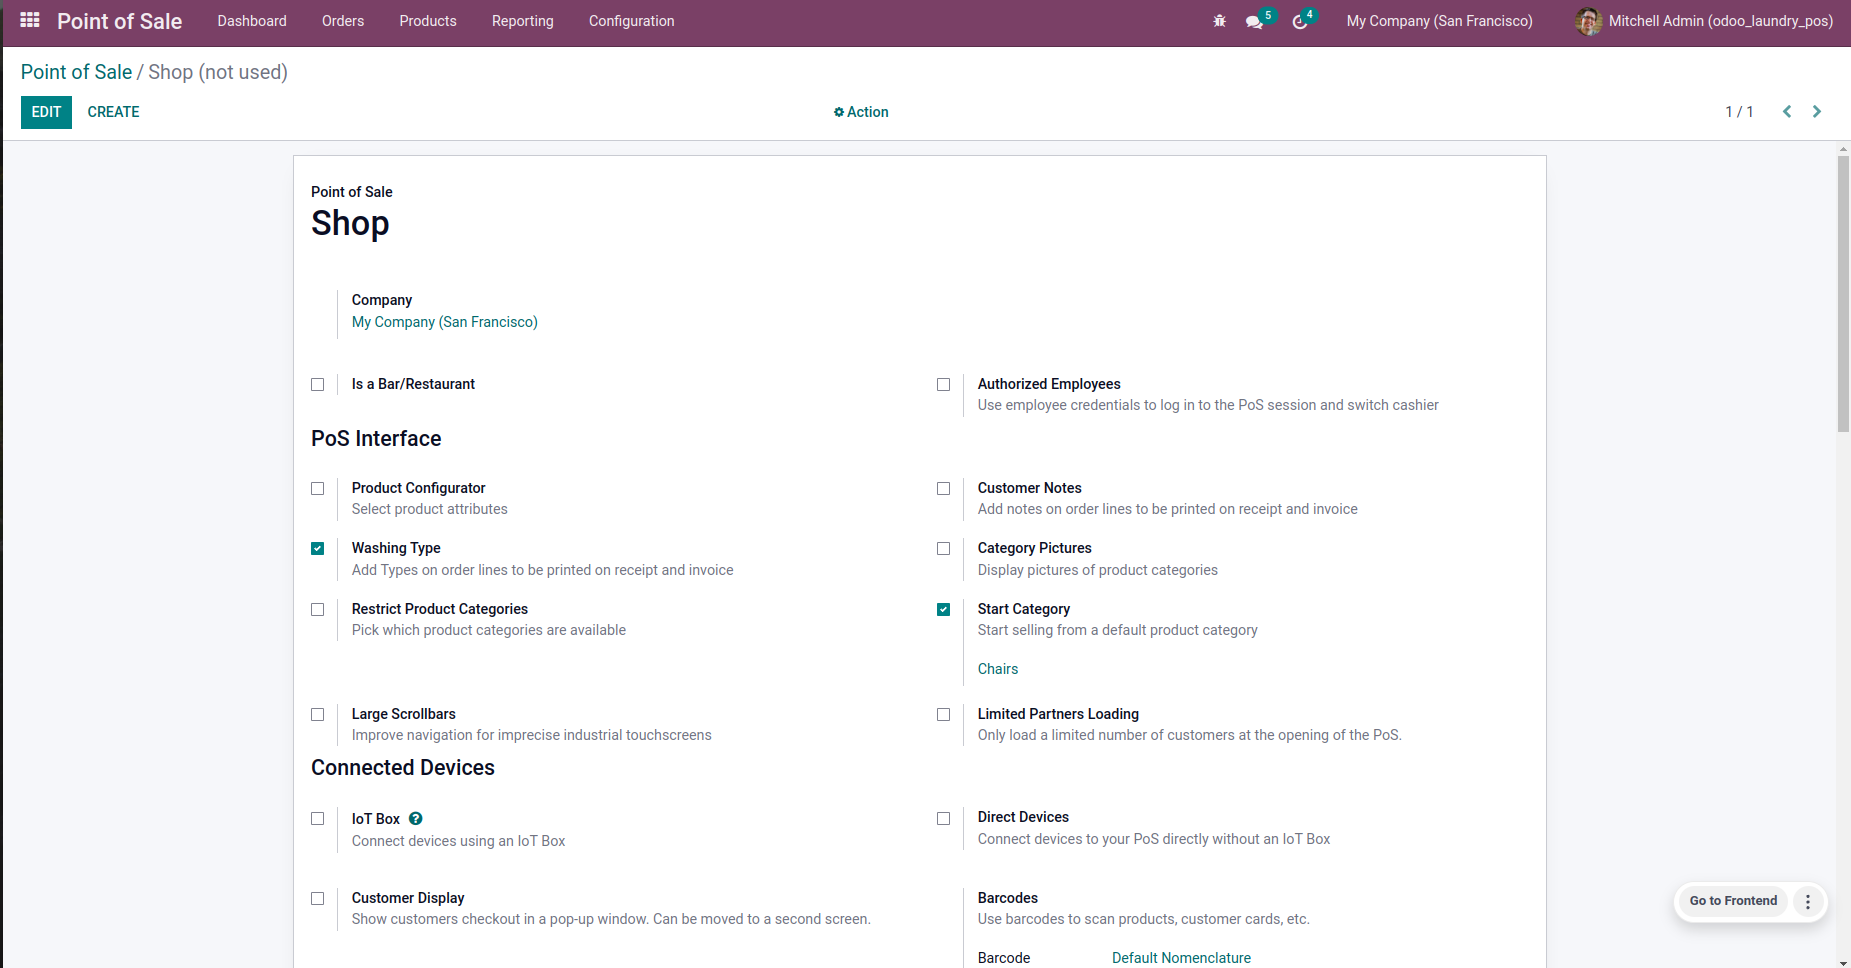 Point of Sale Dashboard Orders Products Reporting Configuration 5 4 My Company (San Francisco) Mitchell Admin (odoo_laundry_pos)
Point of Sale / Shop (not used)
EDIT CREATE Action 1 / 1
Point of Sale
Shop
Company
My Company (San Francisco)
Is a Bar/Restaurant
Authorized Employees
Use employee credentials to log in to the PoS session and switch cashier
PoS Interface
Product Configurator
Select product attributes
Customer Notes
Add notes on order lines to be printed on receipt and invoice
Washing Type
Add Types on order lines to be printed on receipt and invoice
Category Pictures
Display pictures of product categories
Restrict Product Categories
Pick which product categories are available
Start Category
Start selling from a default product category
Chairs
Large Scrollbars
Improve navigation for imprecise industrial touchscreens
Limited Partners Loading
Only load a limited number of customers at the opening of the PoS.
Connected Devices
IoT Box ?
Connect devices using an IoT Box
Direct Devices
Connect devices to your PoS directly without an IoT Box
Customer Display
Show customers checkout in a pop-up window. Can be moved to a second screen.
Barcodes
Use barcodes to scan products, customer cards, etc.
Barcode Default Nomenclature
Go to Frontend